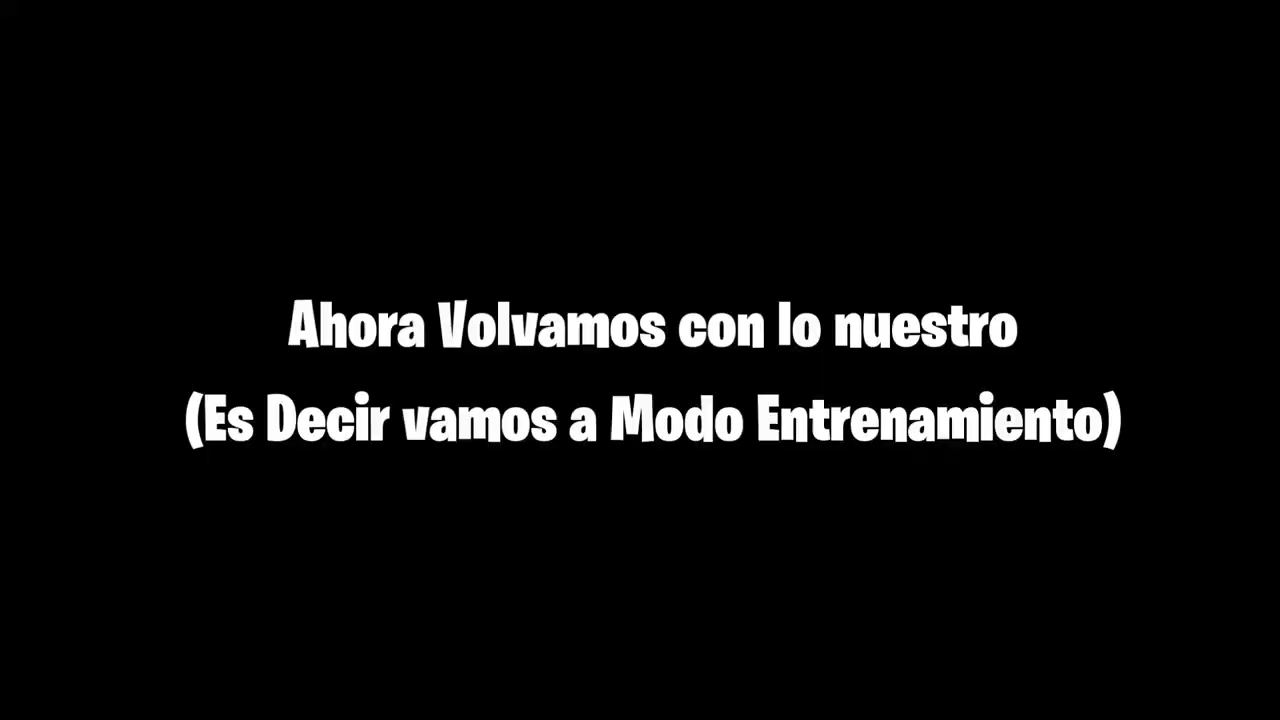 Ahora Volvamos con lo nuestro
(Es Decir vamos a Modo Entrenamiento)